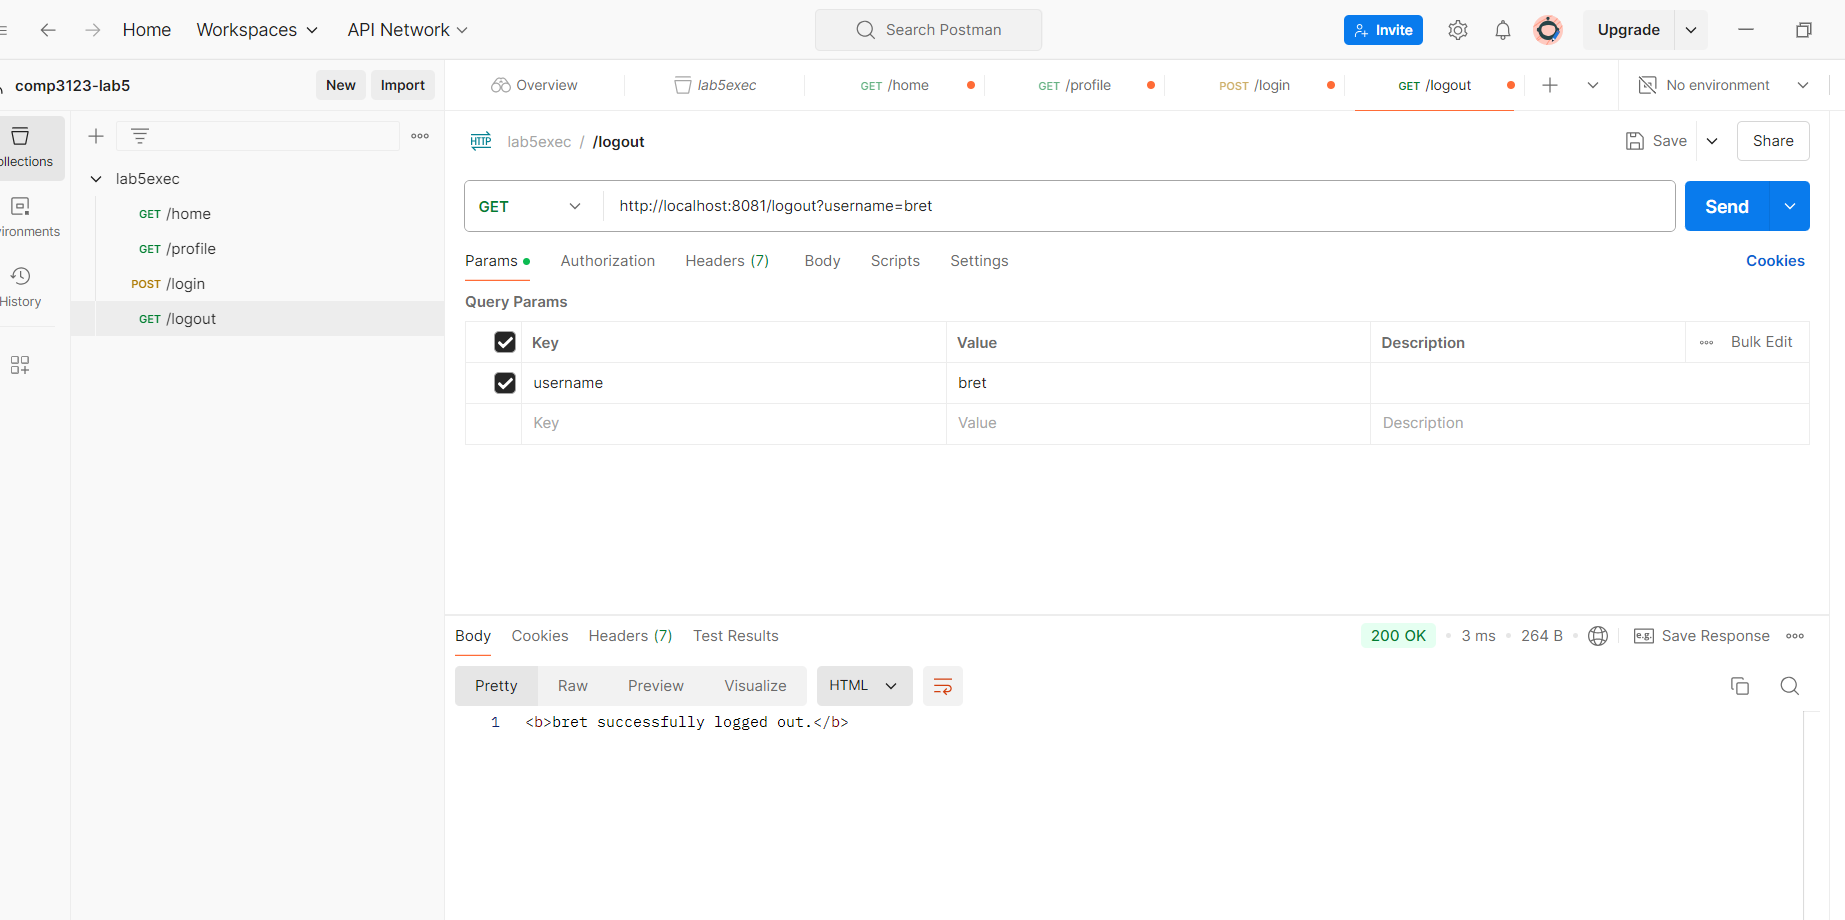 Home Workspaces API Network Search Postman Invite Upgrade
comp3123-lab5 New Import Overview lab5exec GET /home GET /profile POST /login GET /logout No environment
ollections
ironments
History
lab5exec
GET /home
GET /profile
POST /login
GET /logout
HTTP lab5exec / /logout Save Share
GET http://localhost:8081/logout?username=bret Send
Params Authorization Headers (7) Body Scripts Settings Cookies
Query Params
Key Value Description Bulk Edit
username bret
Key Value Description
Body Cookies Headers (7) Test Results 200 OK 3 ms 264 B e.g. Save Response
Pretty Raw Preview Visualize HTML
1 <b>bret successfully logged out.</b>